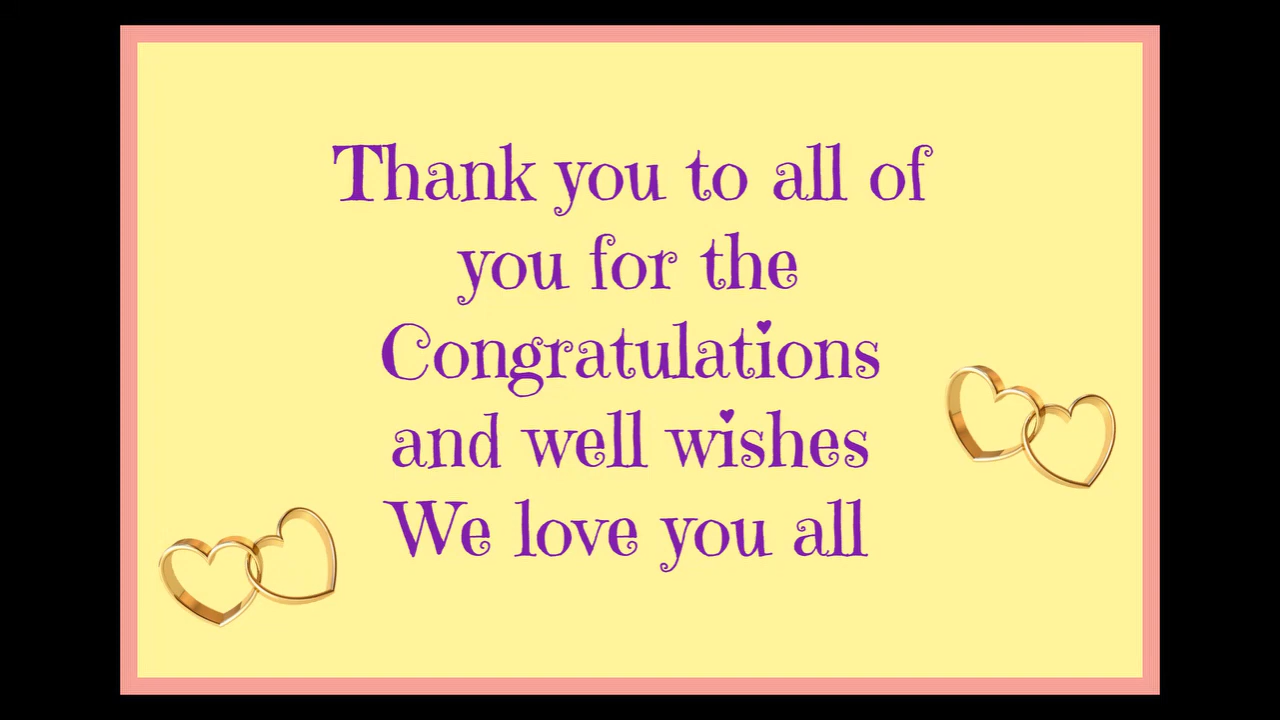 Thank you to all of
you for the
Congratulations
and well wishes
We love you all